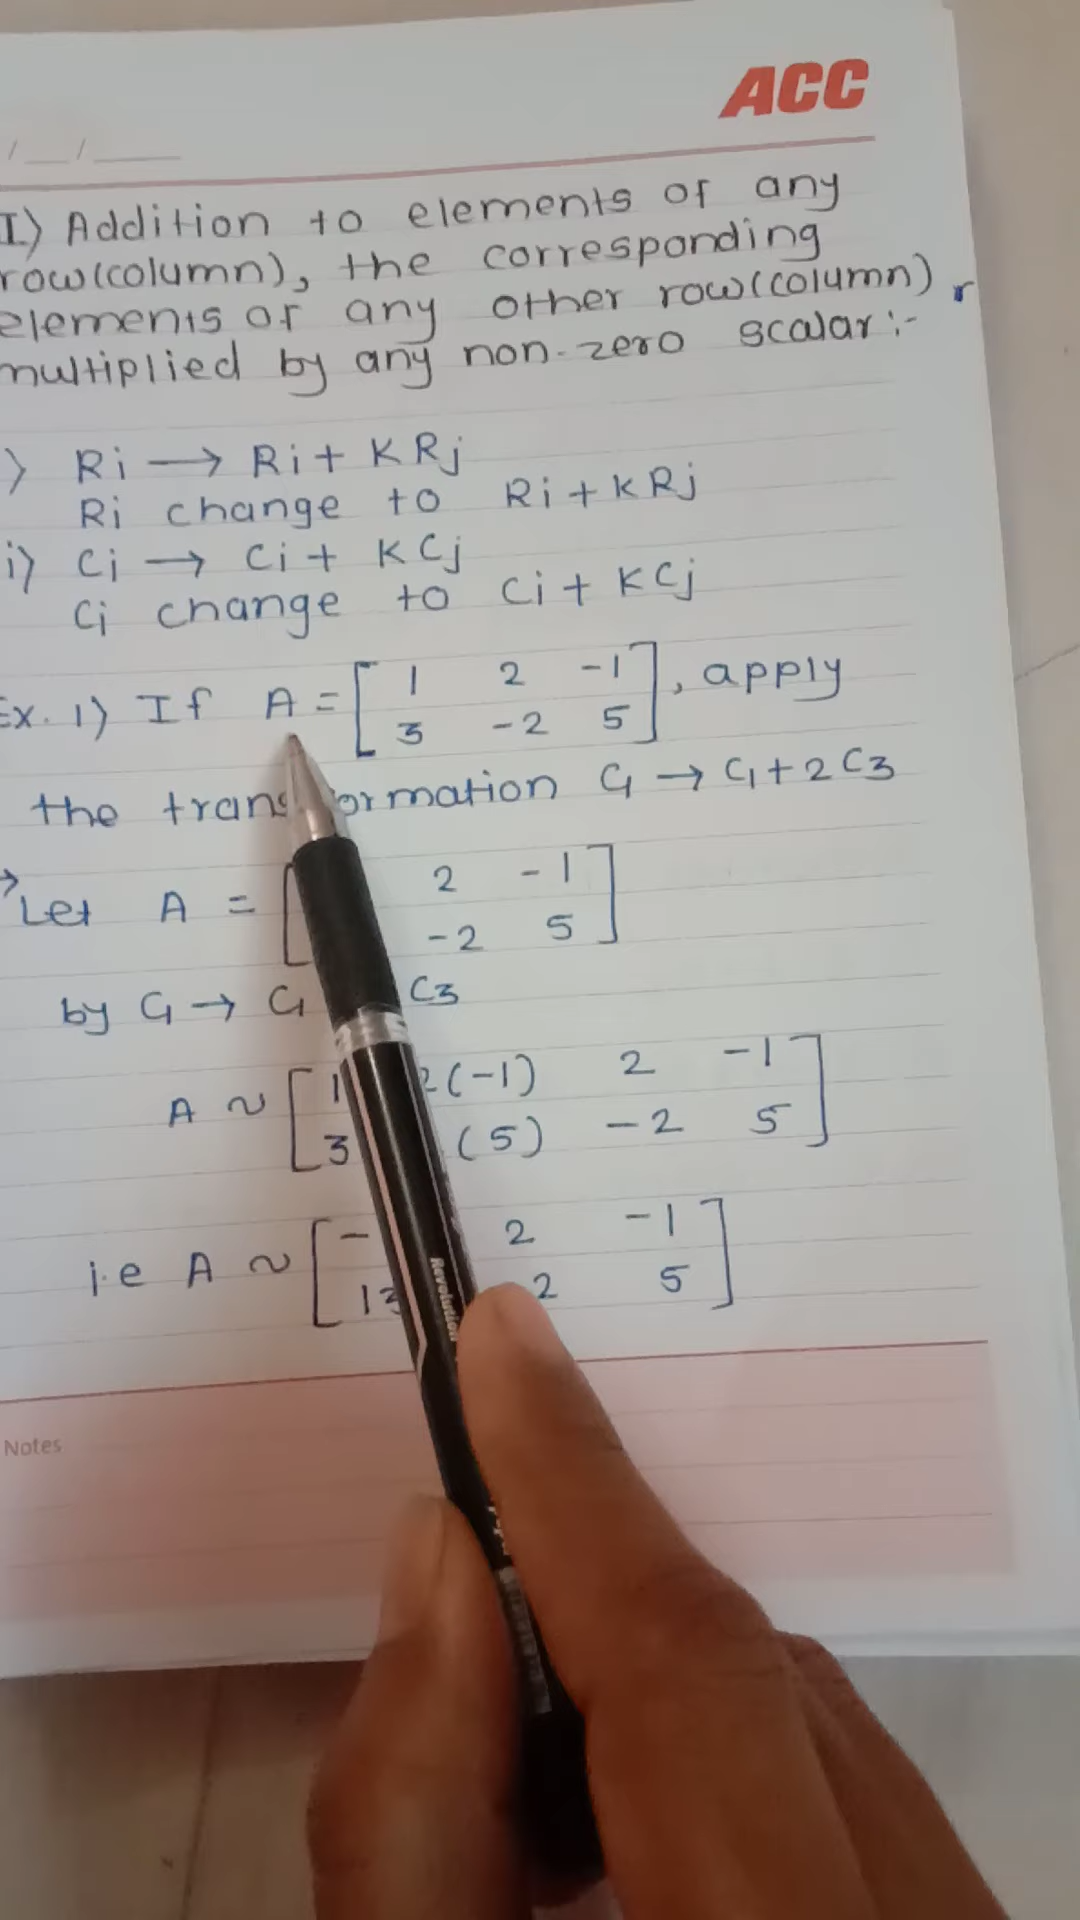 ACC
I) Addition to elements of any
row(column), the corresponding
elements of any other row(column)
multiplied by any non-zero scalar:-
) Ri → Ri + KRj
Ri change to Ri + KRj
i) Ci → Ci + KCj
Ci change to Ci + KCj
Ex. 1) If A = [ 1 2 -1 ], apply
3 -2 5
the transformation C1 → C1 + 2C3
→ Let A = [ 2 -1 ]
-2 5
by C1 → C1 C3
A ~ [ 1 2(-1) 2 -1 ]
3 (5) -2 5
i.e A ~ [ - 2 -1 ]
13 2 5
Revolution
Notes